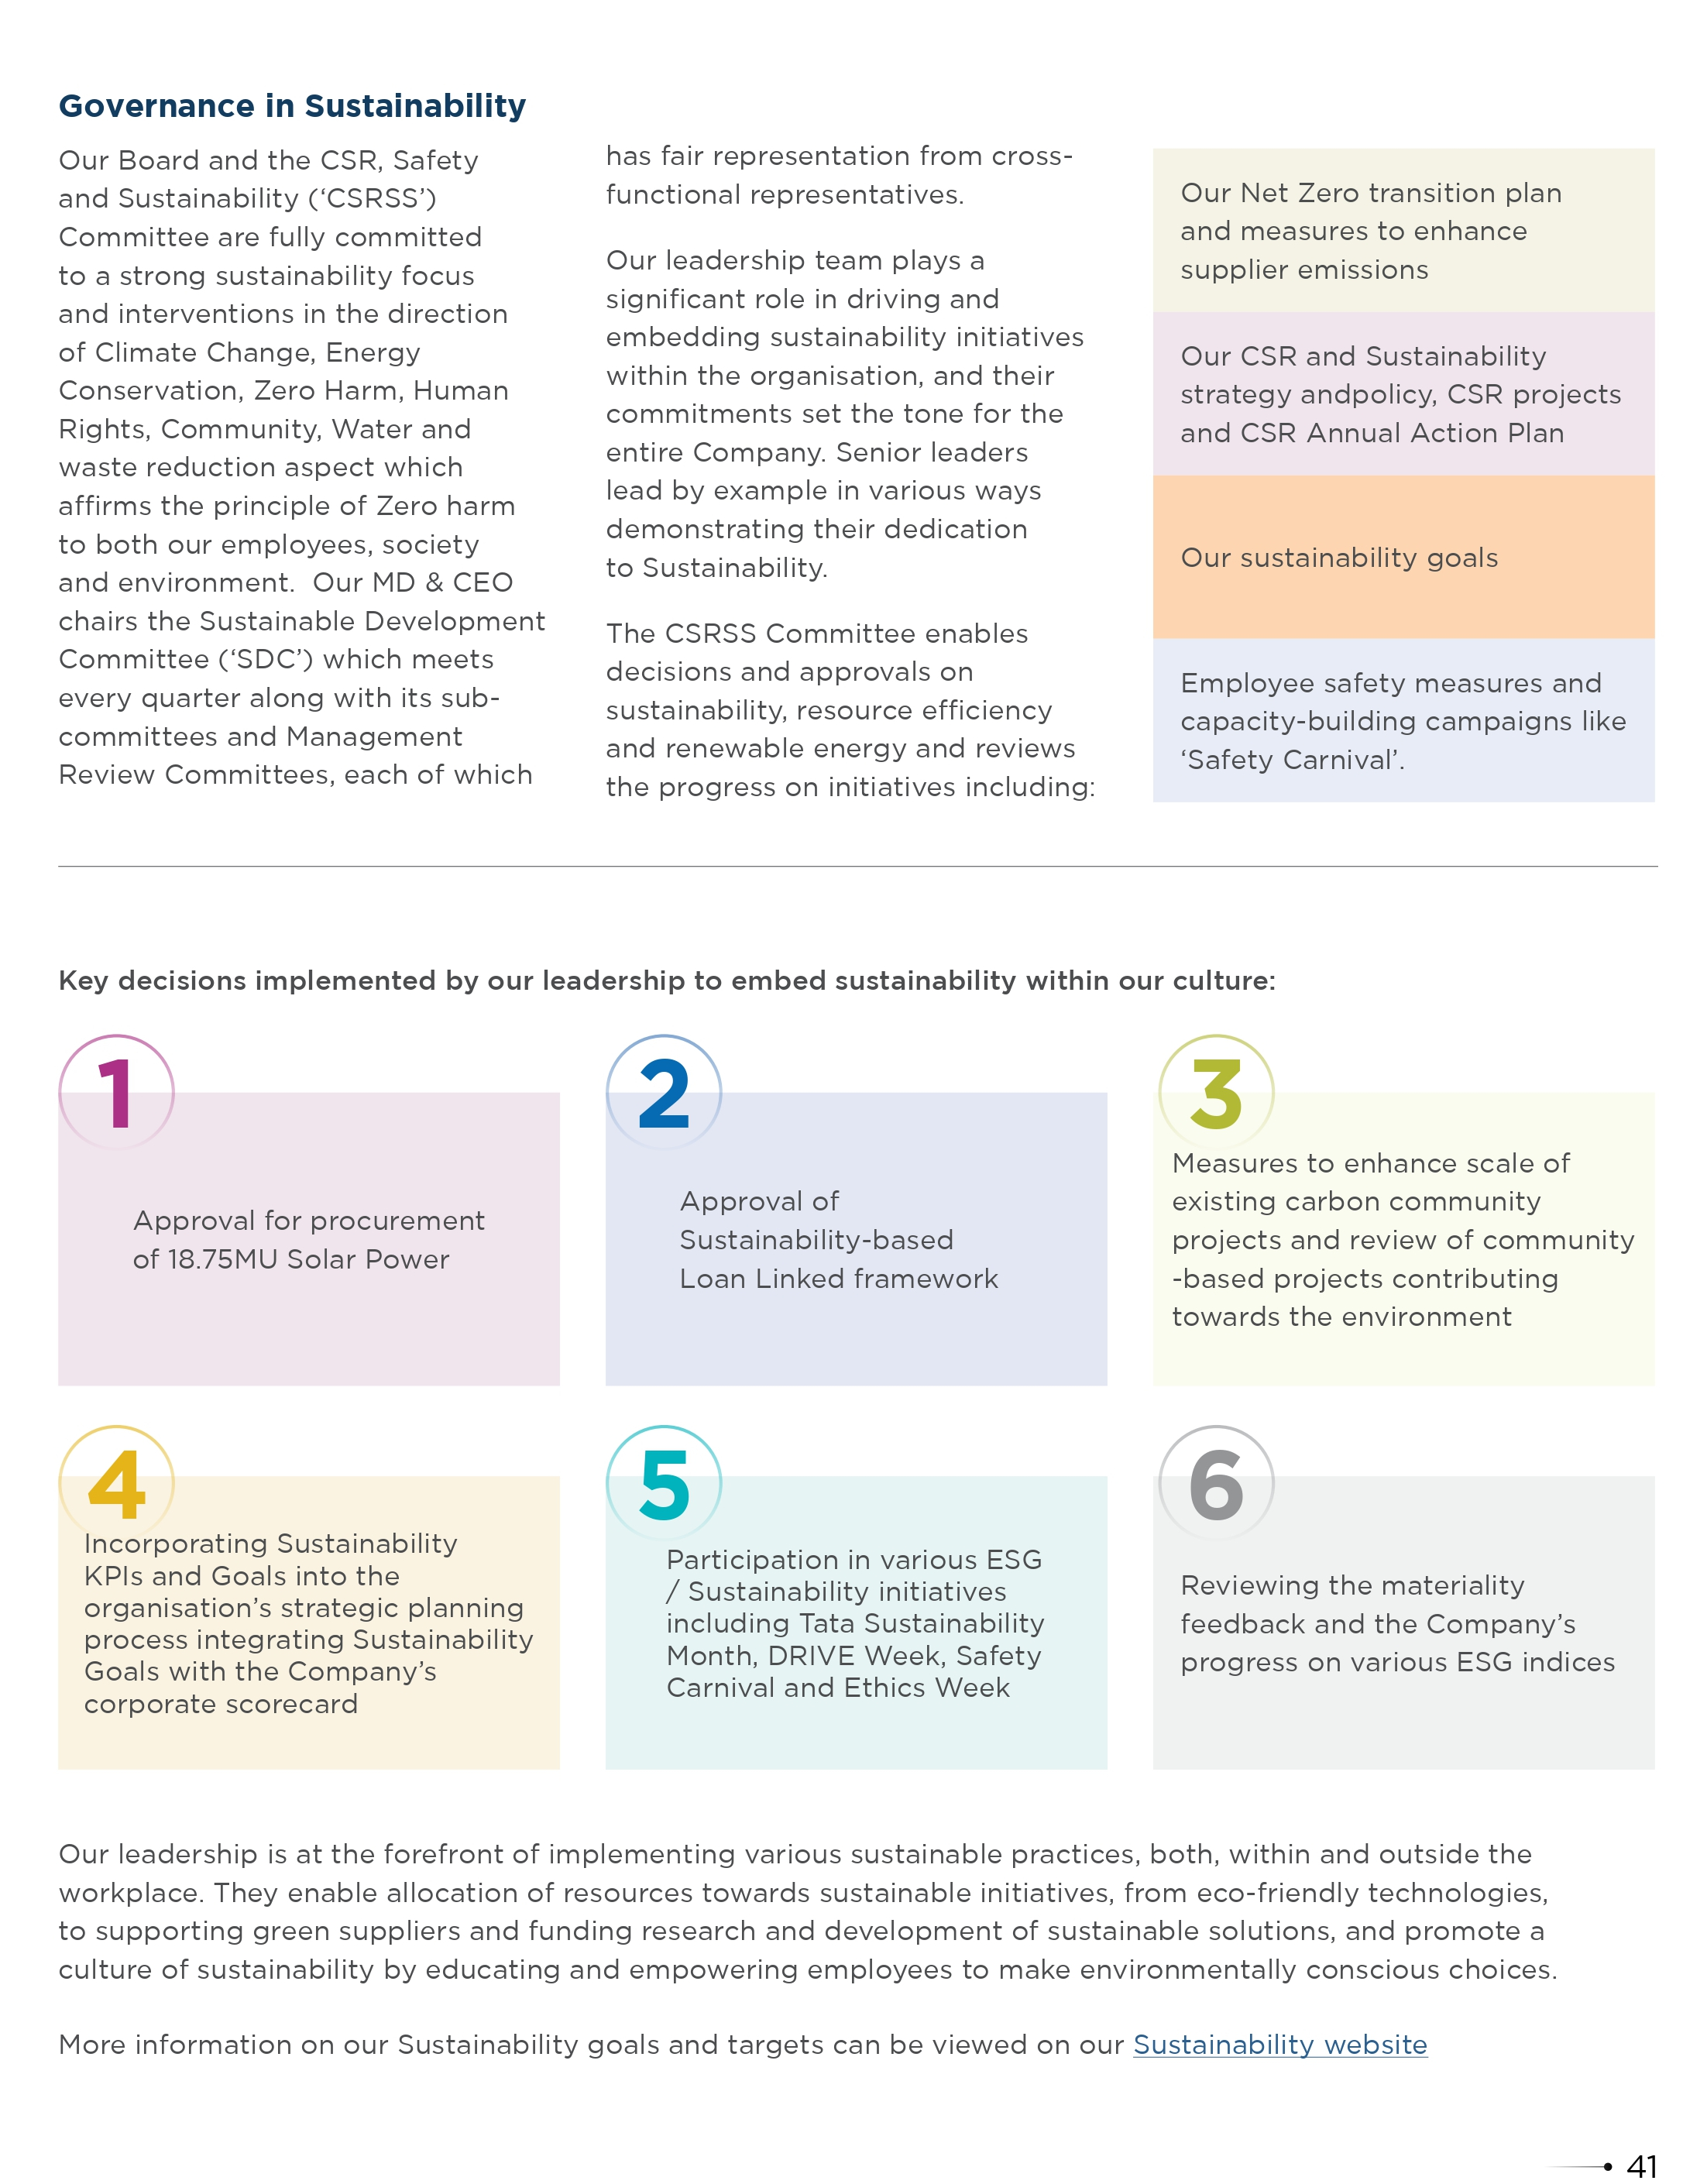 Governance in Sustainability
Our Board and the CSR, Safety
and Sustainability (‘CSRSS’)
Committee are fully committed
to a strong sustainability focus
and interventions in the direction
of Climate Change, Energy
Conservation, Zero Harm, Human
Rights, Community, Water and
waste reduction aspect which
affirms the principle of Zero harm
to both our employees, society
and environment.  Our MD & CEO
chairs the Sustainable Development
Committee (‘SDC’) which meets
every quarter along with its sub-
committees and Management
Review Committees, each of which
has fair representation from cross-
functional representatives.
Our leadership team plays a
significant role in driving and
embedding sustainability initiatives
within the organisation, and their
commitments set the tone for the
entire Company. Senior leaders
lead by example in various ways
demonstrating their dedication
to Sustainability.
The CSRSS Committee enables
decisions and approvals on
sustainability, resource efficiency
and renewable energy and reviews
the progress on initiatives including:
Our Net Zero transition plan
and measures to enhance
supplier emissions
Our CSR and Sustainability
strategy andpolicy, CSR projects
and CSR Annual Action Plan
Our sustainability goals
Employee safety measures and
capacity-building campaigns like
‘Safety Carnival’.
Key decisions implemented by our leadership to embed sustainability within our culture:
1
Approval for procurement
of 18.75MU Solar Power
2
Approval of
Sustainability-based
Loan Linked framework
3
Measures to enhance scale of
existing carbon community
projects and review of community
-based projects contributing
towards the environment
4
Incorporating Sustainability
KPIs and Goals into the
organisation’s strategic planning
process integrating Sustainability
Goals with the Company’s
corporate scorecard
5
Participation in various ESG
/ Sustainability initiatives
including Tata Sustainability
Month, DRIVE Week, Safety
Carnival and Ethics Week
6
Reviewing the materiality
feedback and the Company’s
progress on various ESG indices
Our leadership is at the forefront of implementing various sustainable practices, both, within and outside the
workplace. They enable allocation of resources towards sustainable initiatives, from eco-friendly technologies,
to supporting green suppliers and funding research and development of sustainable solutions, and promote a
culture of sustainability by educating and empowering employees to make environmentally conscious choices.
More information on our Sustainability goals and targets can be viewed on our Sustainability website
41